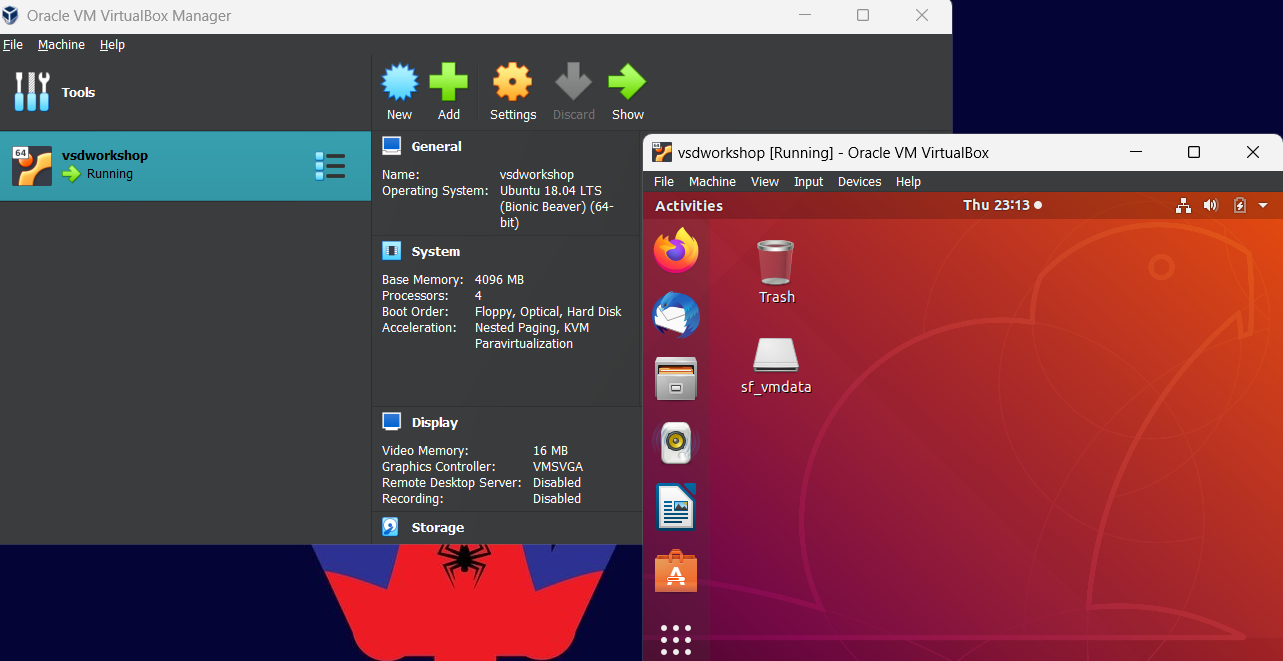 Oracle VM VirtualBox Manager
File Machine Help
Tools
New Add Settings Discard Show
64
vsdworkshop
Running
General
Name: vsdworkshop
Operating System: Ubuntu 18.04 LTS
(Bionic Beaver) (64-
bit)
System
Base Memory: 4096 MB
Processors: 4
Boot Order: Floppy, Optical, Hard Disk
Acceleration: Nested Paging, KVM
Paravirtualization
Display
Video Memory: 16 MB
Graphics Controller: VMSVGA
Remote Desktop Server: Disabled
Recording: Disabled
Storage
vsdworkshop [Running] - Oracle VM VirtualBox
File Machine View Input Devices Help
Activities Thu 23:13
Trash
sf_vmdata